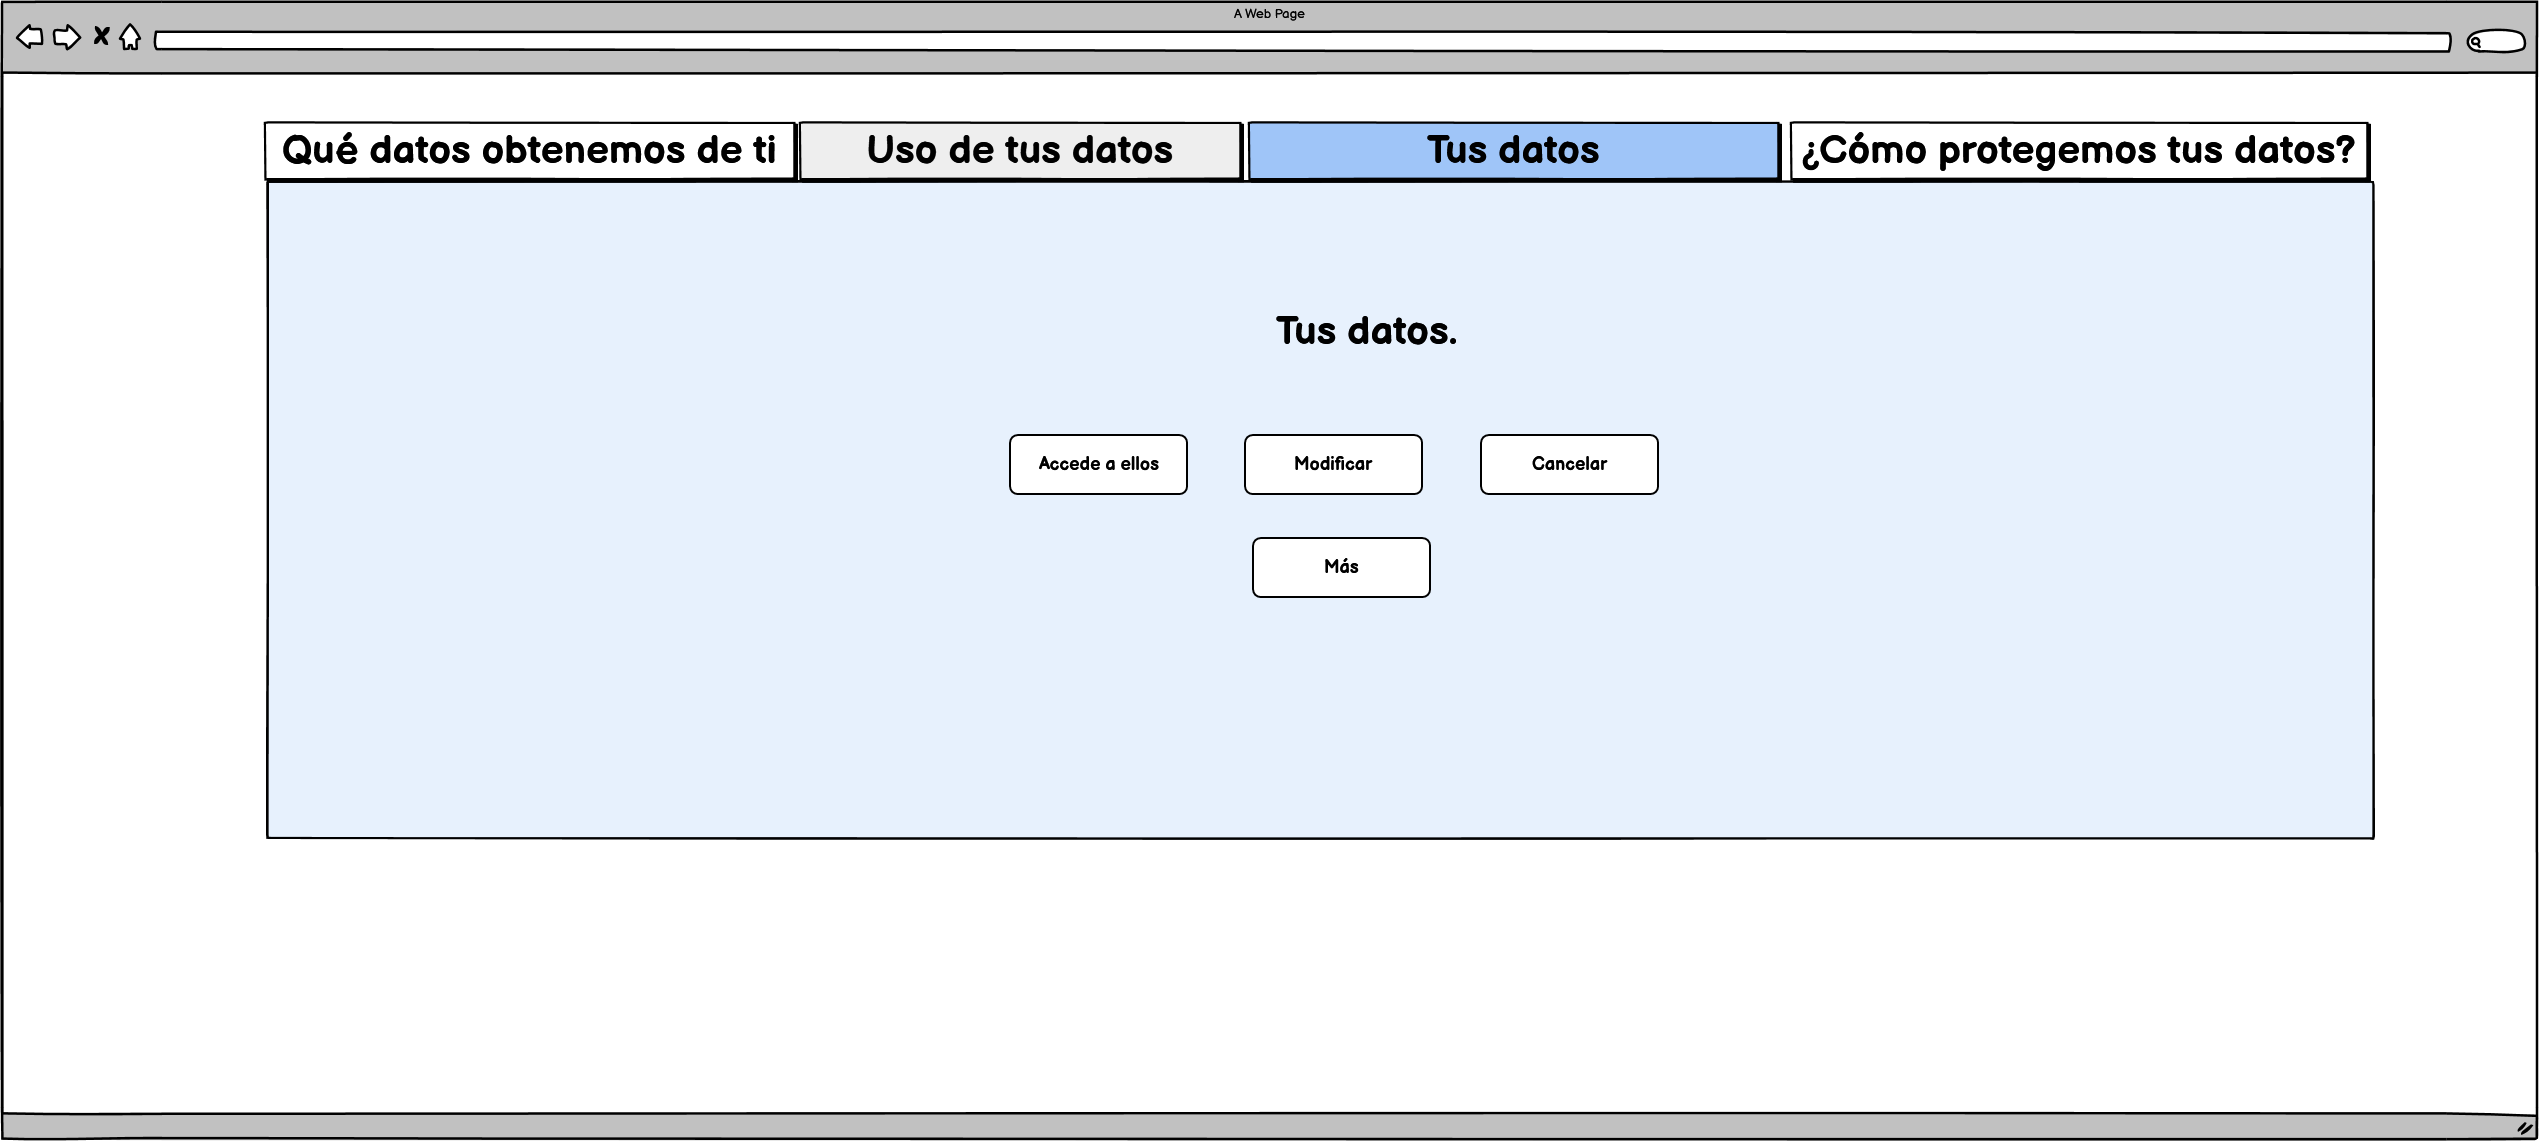 A Web Page
Qué datos obtenemos de ti
Uso de tus datos
Tus datos
¿Cómo protegemos tus datos?
Tus datos.
Accede a ellos
Modificar
Cancelar
Más